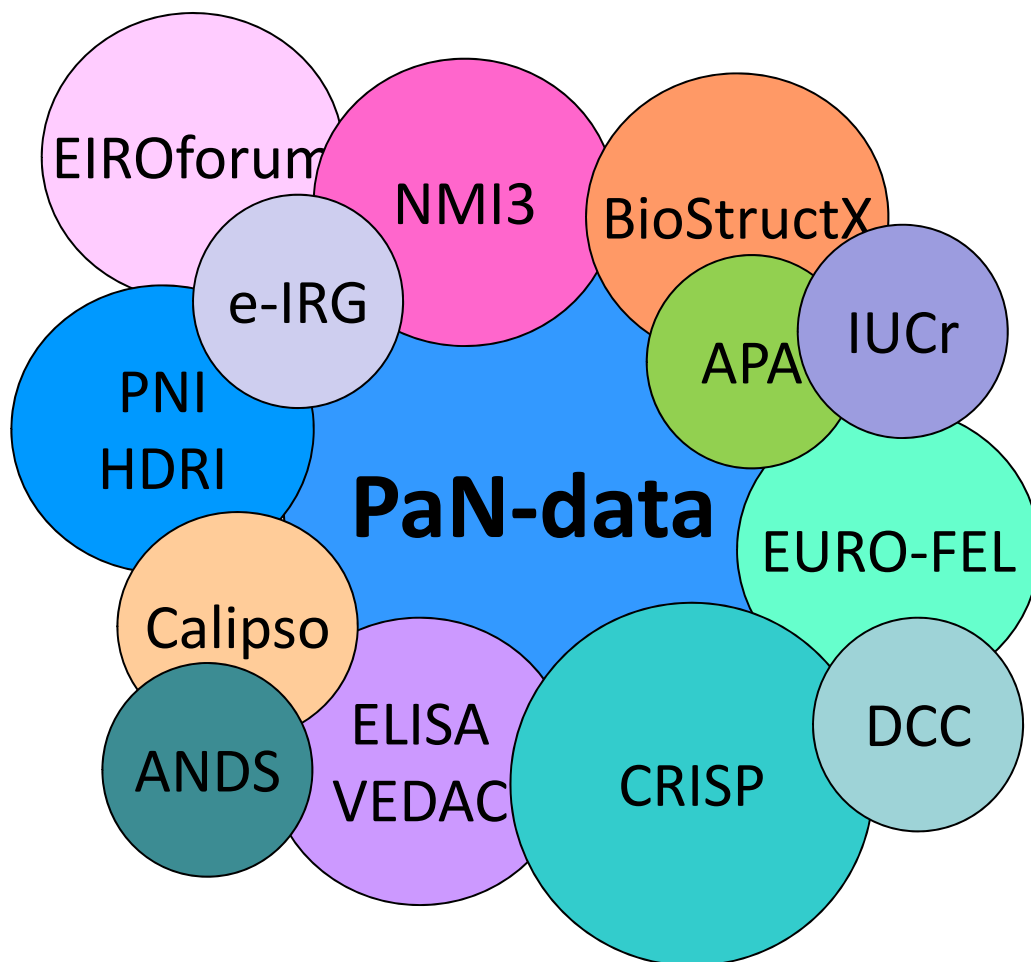 EIROforum
NMI3
BioStructX
e-IRG
IUCr
APA
PNI
HDRI
PaN-data
EURO-FEL
Calipso
ELISA
VEDAC
DCC
ANDS
CRISP